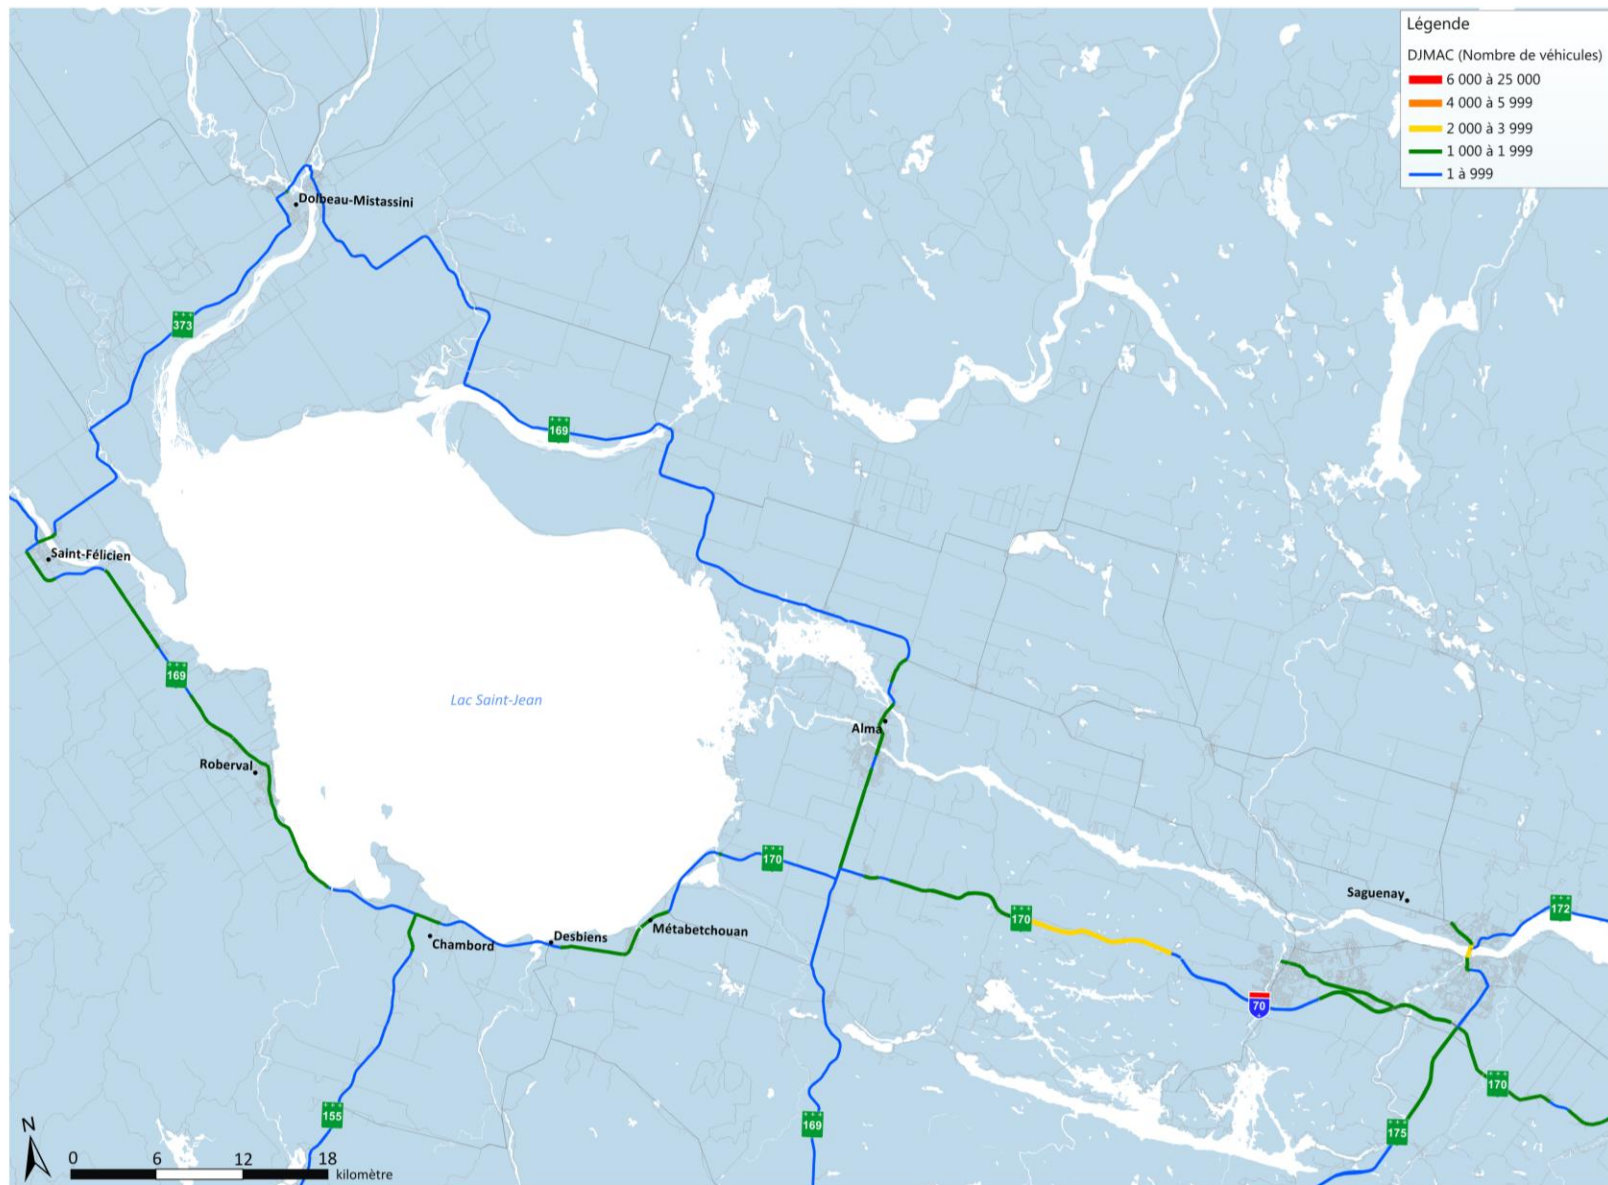 Légende
DJMAC (Nombre de véhicules)
6 000 à 25 000
4 000 à 5 999
2 000 à 3 999
1 000 à 1 999
1 à 999
Dolbeau-Mistassini
373
169
Saint-Félicien
169
Lac Saint-Jean
Alma
Roberval
170
Saguenay
172
170
Métabetchouan
Desbiens
Chambord
70
170
155
169
175
N
0 6 12 18
kilomètre